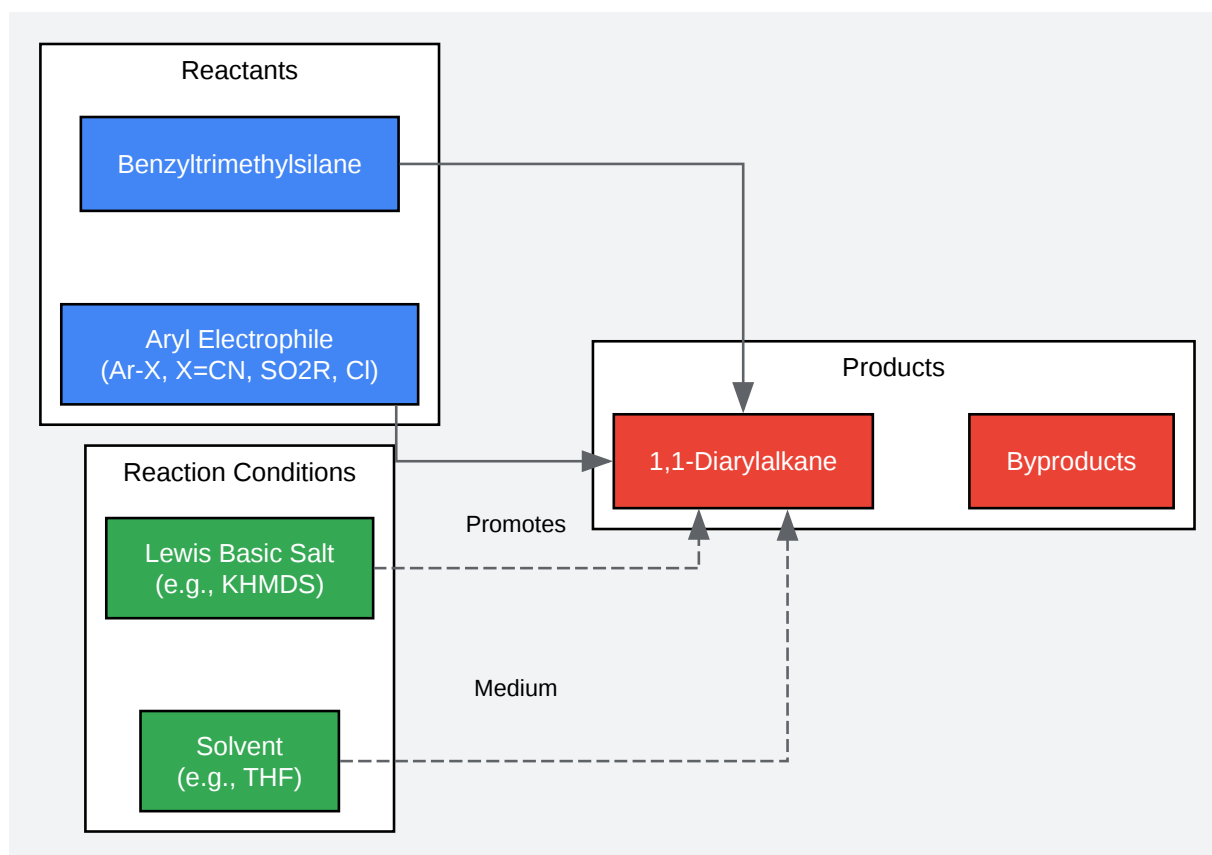 Reactants
Benzyltrimethylsilane
Aryl Electrophile
(Ar-X, X=CN, SO2R, Cl)
Products
1,1-Diarylalkane
Byproducts
Reaction Conditions
Lewis Basic Salt
(e.g., KHMDS)
Promotes
Medium
Solvent
(e.g., THF)